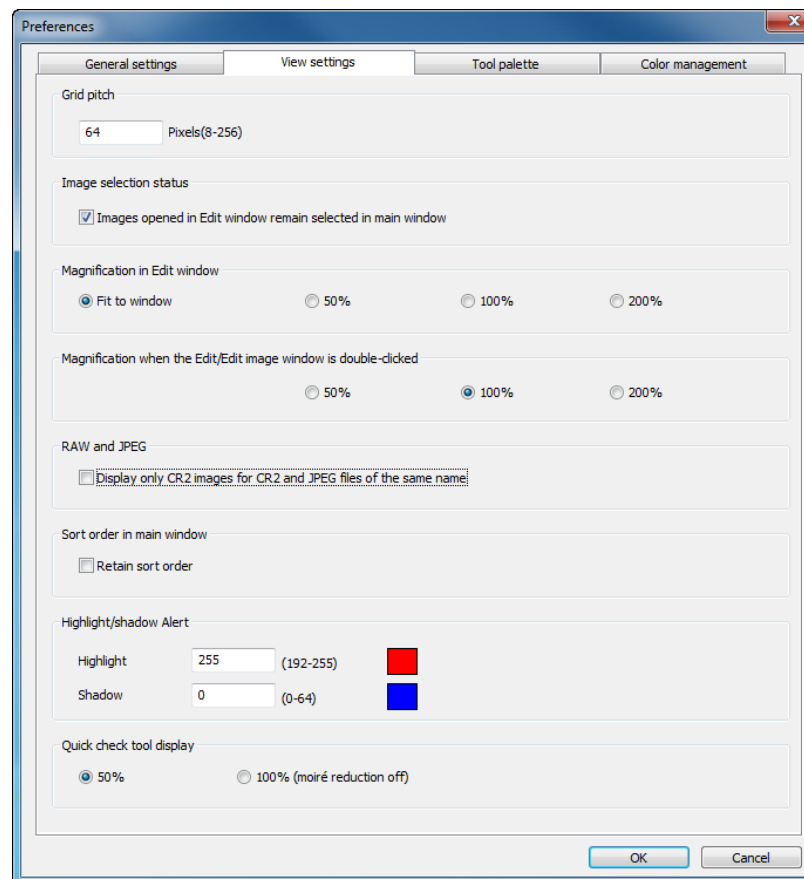 Preferences
General settings View settings Tool palette Color management
Grid pitch
64 Pixels(8-256)
Image selection status
Images opened in Edit window remain selected in main window
Magnification in Edit window
Fit to window 50% 100% 200%
Magnification when the Edit/Edit image window is double-clicked
50% 100% 200%
RAW and JPEG
Display only CR2 images for CR2 and JPEG files of the same name
Sort order in main window
Retain sort order
Highlight/shadow Alert
Highlight 255 (192-255)
Shadow 0 (0-64)
Quick check tool display
50% 100% (moiré reduction off)
OK Cancel